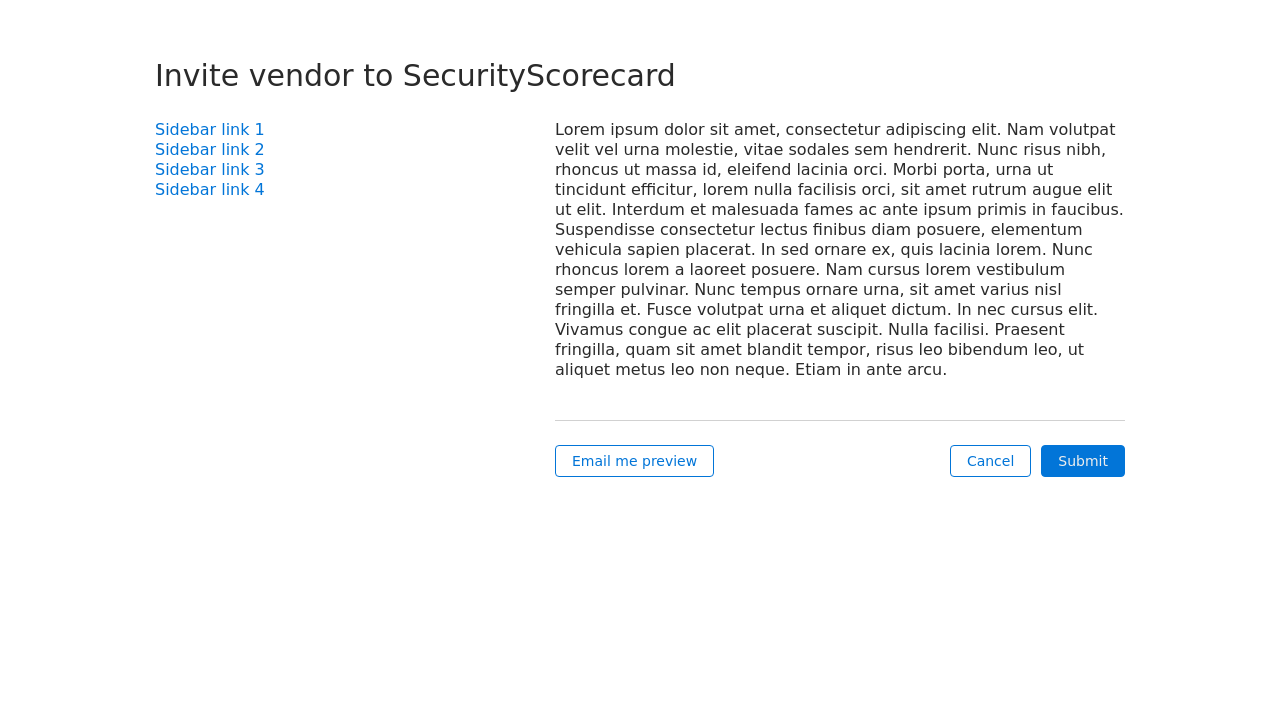 Invite vendor to SecurityScorecard
Sidebar link 1
Sidebar link 2
Sidebar link 3
Sidebar link 4
Lorem ipsum dolor sit amet, consectetur adipiscing elit. Nam volutpat
velit vel urna molestie, vitae sodales sem hendrerit. Nunc risus nibh,
rhoncus ut massa id, eleifend lacinia orci. Morbi porta, urna ut
tincidunt efficitur, lorem nulla facilisis orci, sit amet rutrum augue elit
ut elit. Interdum et malesuada fames ac ante ipsum primis in faucibus.
Suspendisse consectetur lectus finibus diam posuere, elementum
vehicula sapien placerat. In sed ornare ex, quis lacinia lorem. Nunc
rhoncus lorem a laoreet posuere. Nam cursus lorem vestibulum
semper pulvinar. Nunc tempus ornare urna, sit amet varius nisl
fringilla et. Fusce volutpat urna et aliquet dictum. In nec cursus elit.
Vivamus congue ac elit placerat suscipit. Nulla facilisi. Praesent
fringilla, quam sit amet blandit tempor, risus leo bibendum leo, ut
aliquet metus leo non neque. Etiam in ante arcu.
Email me preview
Cancel
Submit